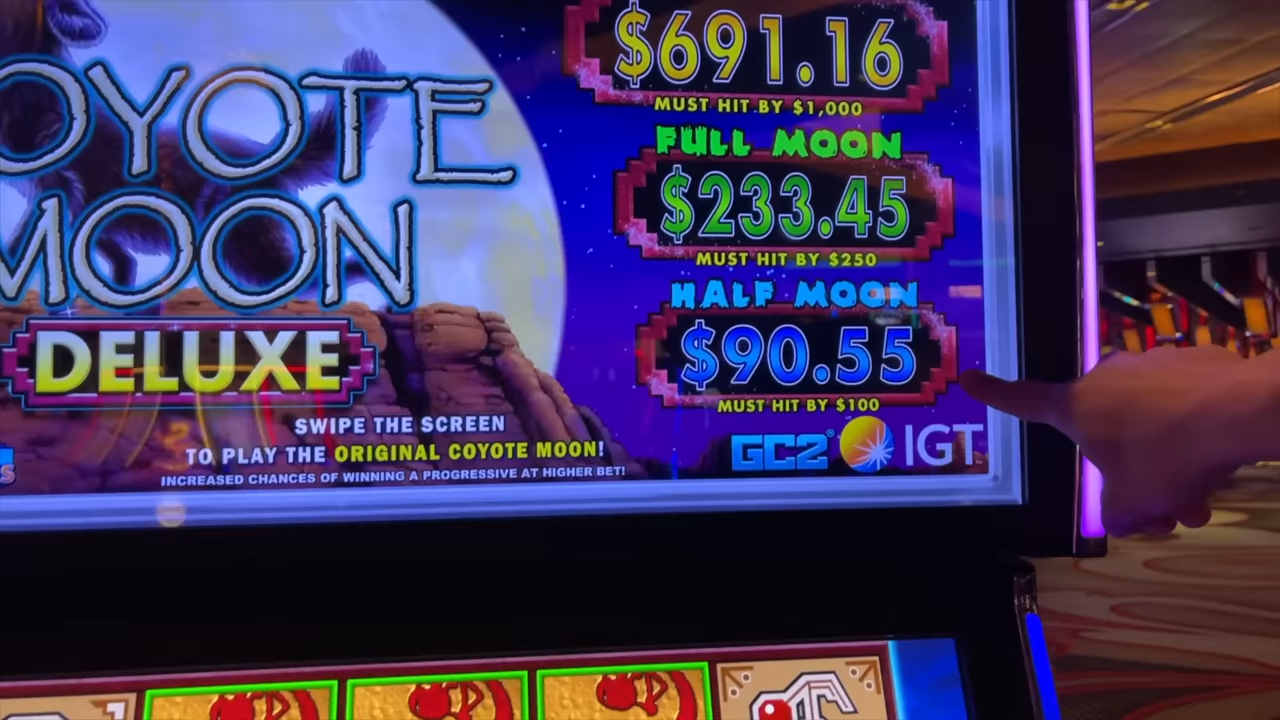 $691.16
MUST HIT BY $1,000
FULL MOON
$233.45
MUST HIT BY $250
HALF MOON
$90.55
MUST HIT BY $100
OYOTE
MOON
DELUXE
SWIPE THE SCREEN
TO PLAY THE ORIGINAL COYOTE MOON!
INCREASED CHANCES OF WINNING A PROGRESSIVE AT HIGHER BET!
GC2® IGT